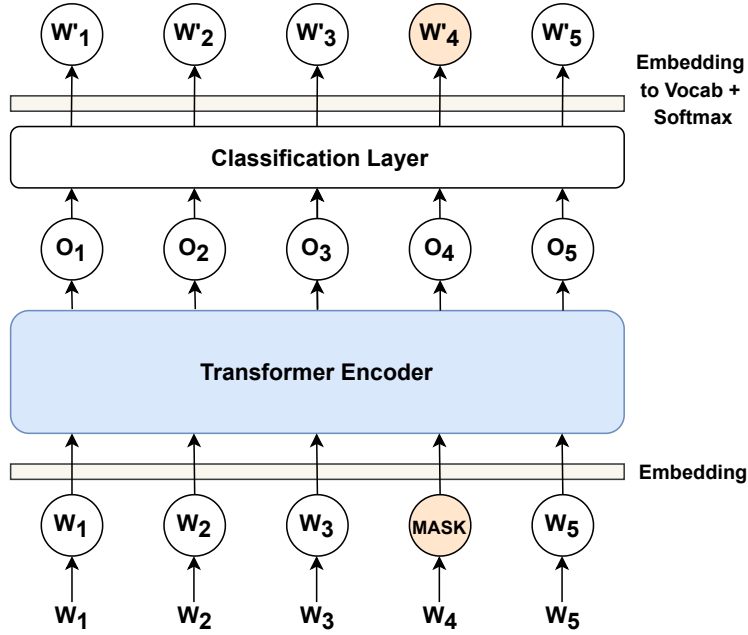 W'1 W'2 W'3 W'4 W'5
Embedding
to Vocab +
Softmax
Classification Layer
O1 O2 O3 O4 O5
Transformer Encoder
Embedding
W1 W2 W3 MASK W5
W1 W2 W3 W4 W5